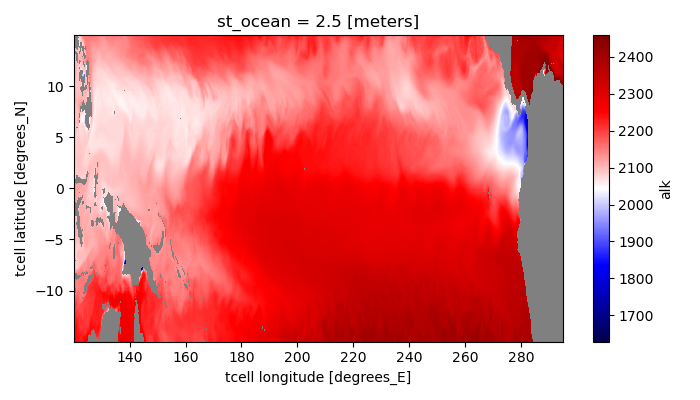 st_ocean = 2.5 [meters]
10
5
0
−5
−10
tcell latitude [degrees_N]
140 160 180 200 220 240 260 280
tcell longitude [degrees_E]
2400
2300
2200
2100
2000
1900
1800
1700
alk